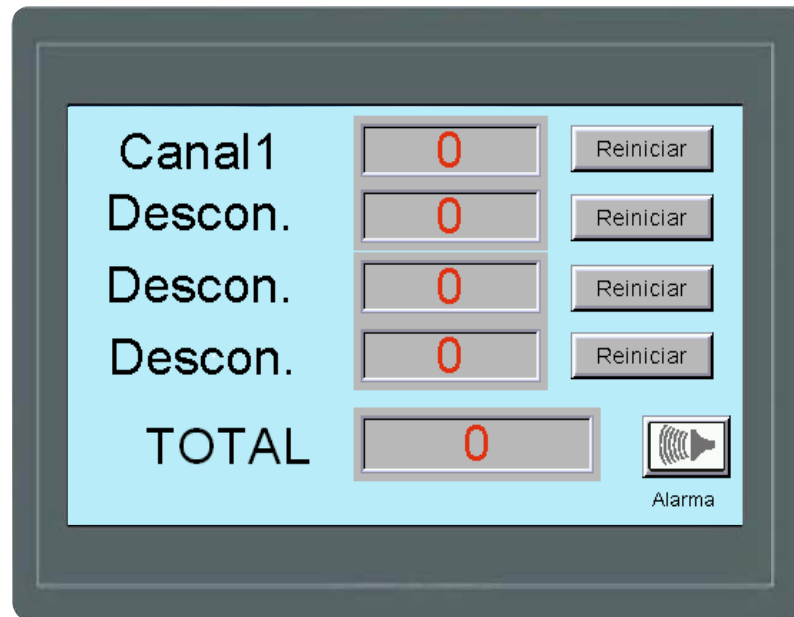 Canal1 0 Reiniciar
Descon. 0 Reiniciar
Descon. 0 Reiniciar
Descon. 0 Reiniciar
TOTAL 0
Alarma